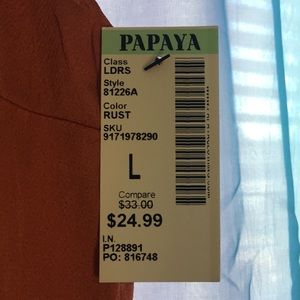 PAPAYA
Class
LDRS
Style
81226A
Color
RUST
SKU
9171978290
L
Compare
$33.00
$24.99
I.N.
P128891
PO: 816748